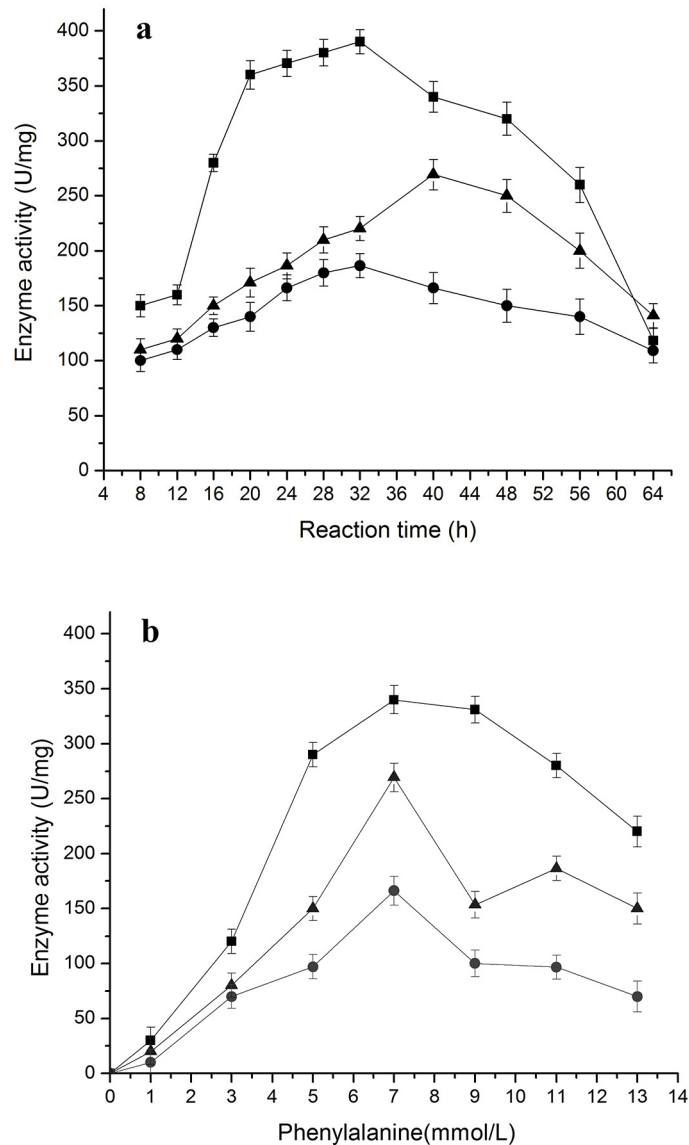 a
400
350
300
250
200
150
100
50
0
Enzyme activity (U/mg)
4 8 12 16 20 24 28 32 36 40 44 48 52 56 60 64
Reaction time (h)
b
400
350
300
250
200
150
100
50
0
Enzyme activity (U/mg)
0 1 2 3 4 5 6 7 8 9 10 11 12 13 14
Phenylalanine(mmol/L)